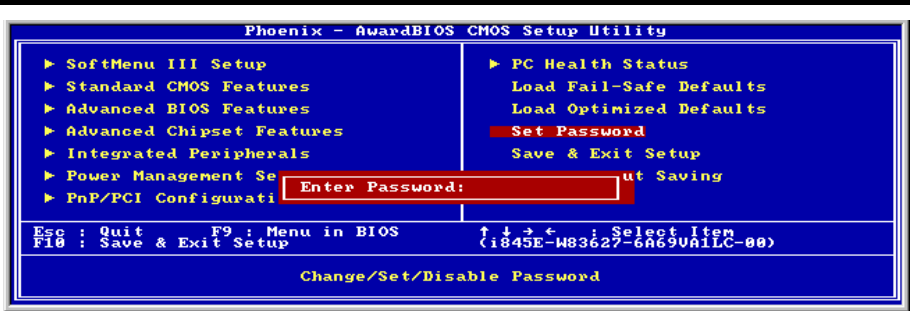 Phoenix - AwardBIOS CMOS Setup Utility
SoftMenu III Setup
Standard CMOS Features
Advanced BIOS Features
Advanced Chipset Features
Integrated Peripherals
Power Management Se
PnP/PCI Configurati
PC Health Status
Load Fail-Safe Defaults
Load Optimized Defaults
Set Password
Save & Exit Setup
ut Saving
Enter Password:
Esc : Quit F9 : Menu in BIOS ↑ ↓ → ← : Select Item
F10 : Save & Exit Setup (i845E-W83627-6A69VA1LC-00)
Change/Set/Disable Password